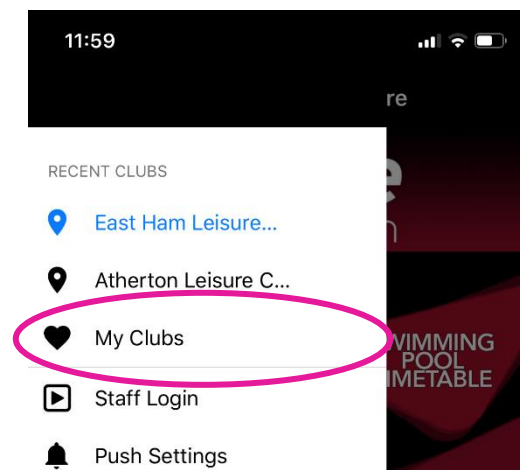 11:59
re
e
n
RECENT CLUBS
East Ham Leisure...
Atherton Leisure C...
My Clubs
Staff Login
Push Settings
WIMMING
POOL
IMETABLE